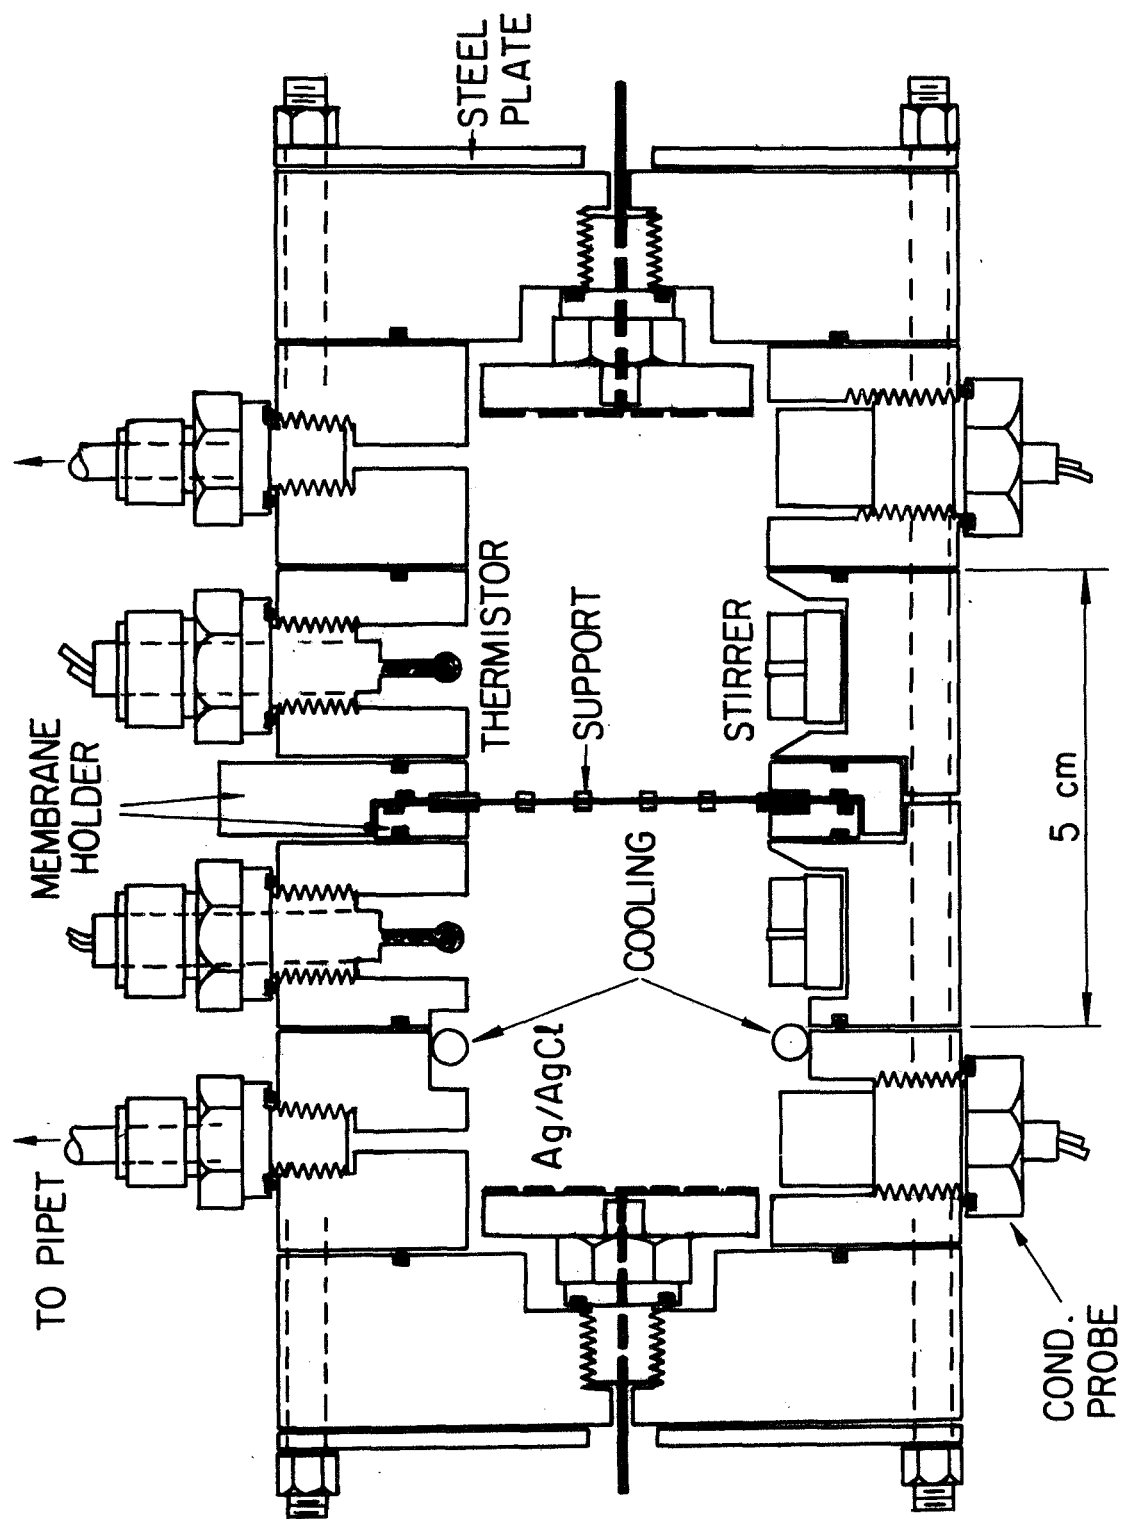 TO PIPET
MEMBRANE
HOLDER
STEEL
PLATE
Ag/AgCl
COOLING
THERMISTOR
SUPPORT
STIRRER
COND.
PROBE
5 cm